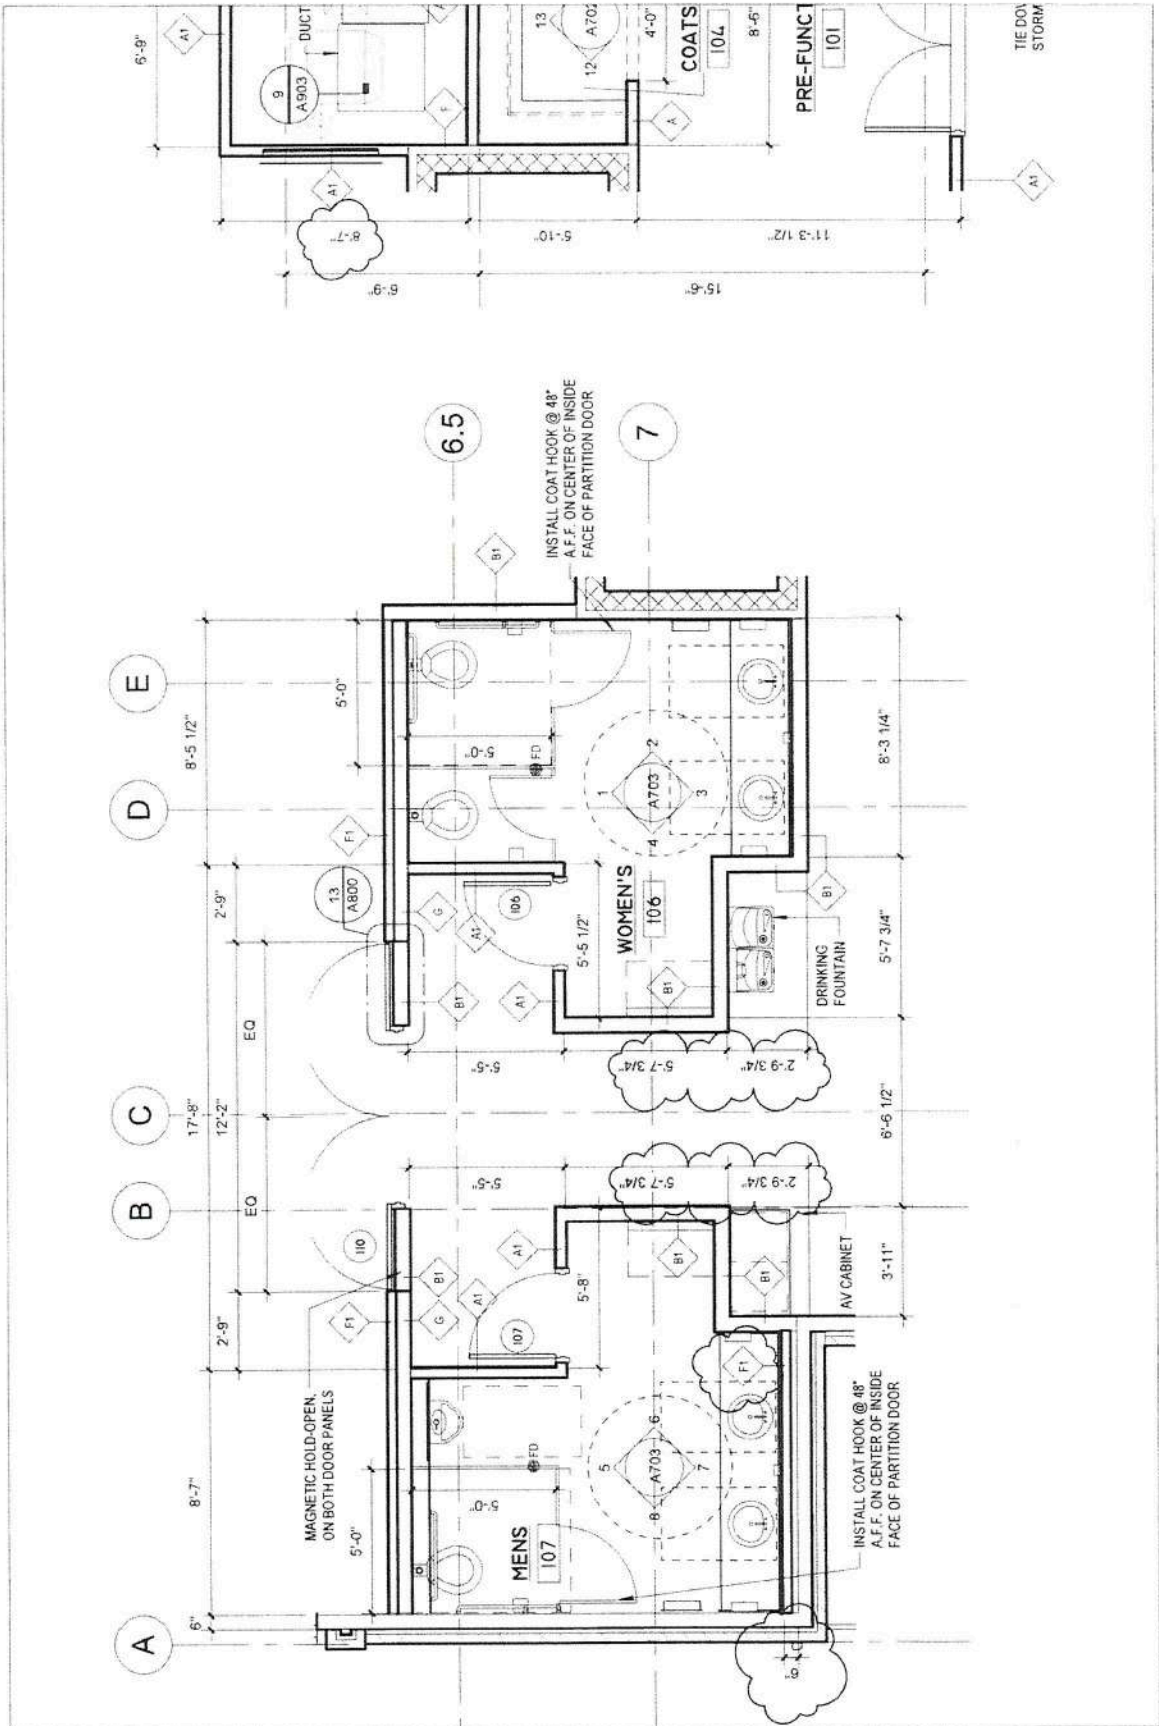 A
B
C
D
E
6"
8'-7"
17'-8"
8'-5 1/2"
2'-9"
12'-2"
2'-9"
EQ
EQ
5'-0"
5'-0"
MAGNETIC HOLD-OPEN,
ON BOTH DOOR PANELS
110
13
A800
F1
F1
G
B1
B1
G
A1
A1
A1
A1
107
106
5'-0"
5'-0"
FD
FD
5'-5"
5'-5"
B1
6.5
MENS
107
5
6
7
8
A703
5'-8"
5'-5 1/2"
WOMEN'S
106
1
2
3
4
A703
INSTALL COAT HOOK @ 48"
A.F.F. ON CENTER OF INSIDE
FACE OF PARTITION DOOR
7
B1
B1
B1
B1
F1
5'-7 3/4"
5'-7 3/4"
2'-9 3/4"
2'-9 3/4"
6"
AV CABINET
DRINKING
FOUNTAIN
INSTALL COAT HOOK @ 48"
A.F.F. ON CENTER OF INSIDE
FACE OF PARTITION DOOR
3'-11"
6'-6 1/2"
5'-7 3/4"
8'-3 1/4"
6'-9"
A1
9
A903
DUCT
A
F
A1
8'-7"
6'-9"
5'-10"
13
12
A702
4'-0"
COATS
104
A
8'-6"
15'-6"
11'-3 1/2"
PRE-FUNCT
101
A1
TIE DOW
STORM